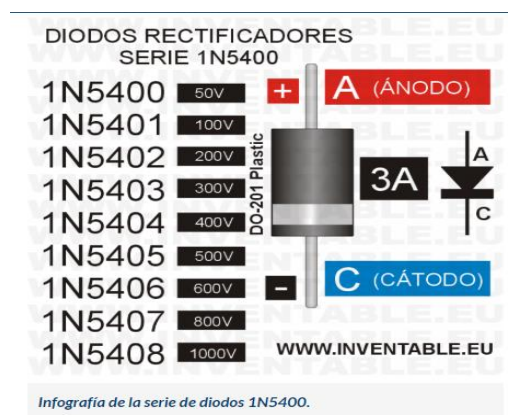 DIODOS RECTIFICADORES
SERIE 1N5400
1N5400 50V
1N5401 100V
1N5402 200V
1N5403 300V
1N5404 400V
1N5405 500V
1N5406 600V
1N5407 800V
1N5408 1000V
+ A (ÁNODO)
DO-201 Plastic
3A
A
C
- C (CÁTODO)
WWW.INVENTABLE.EU
Infografía de la serie de diodos 1N5400.